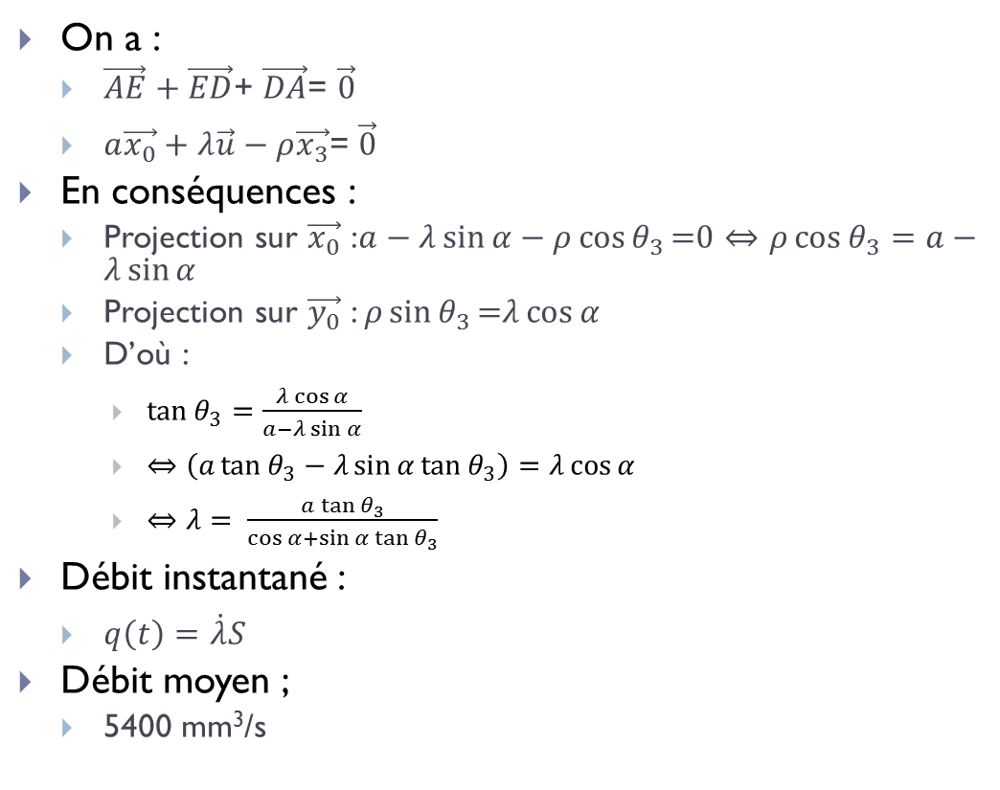 On a :
$\overrightarrow{AE} + \overrightarrow{ED} + \overrightarrow{DA} = \vec{0}$
$a\overrightarrow{x_0} + \lambda\vec{u} - \rho\overrightarrow{x_3} = \vec{0}$
En conséquences :
Projection sur $\overrightarrow{x_0}$ :$a - \lambda \sin \alpha - \rho \cos \theta_3 = 0 \Leftrightarrow \rho \cos \theta_3 = a -$
$\lambda \sin \alpha$
Projection sur $\overrightarrow{y_0}$ : $\rho \sin \theta_3 = \lambda \cos \alpha$
D’où :
$\tan \theta_3 = \frac{\lambda \cos \alpha}{a - \lambda \sin \alpha}$
$\Leftrightarrow (a \tan \theta_3 - \lambda \sin \alpha \tan \theta_3) = \lambda \cos \alpha$
$\Leftrightarrow \lambda = \frac{a \tan \theta_3}{\cos \alpha + \sin \alpha \tan \theta_3}$
Débit instantané :
$q(t) = \dot{\lambda}S$
Débit moyen ;
5400 mm³/s